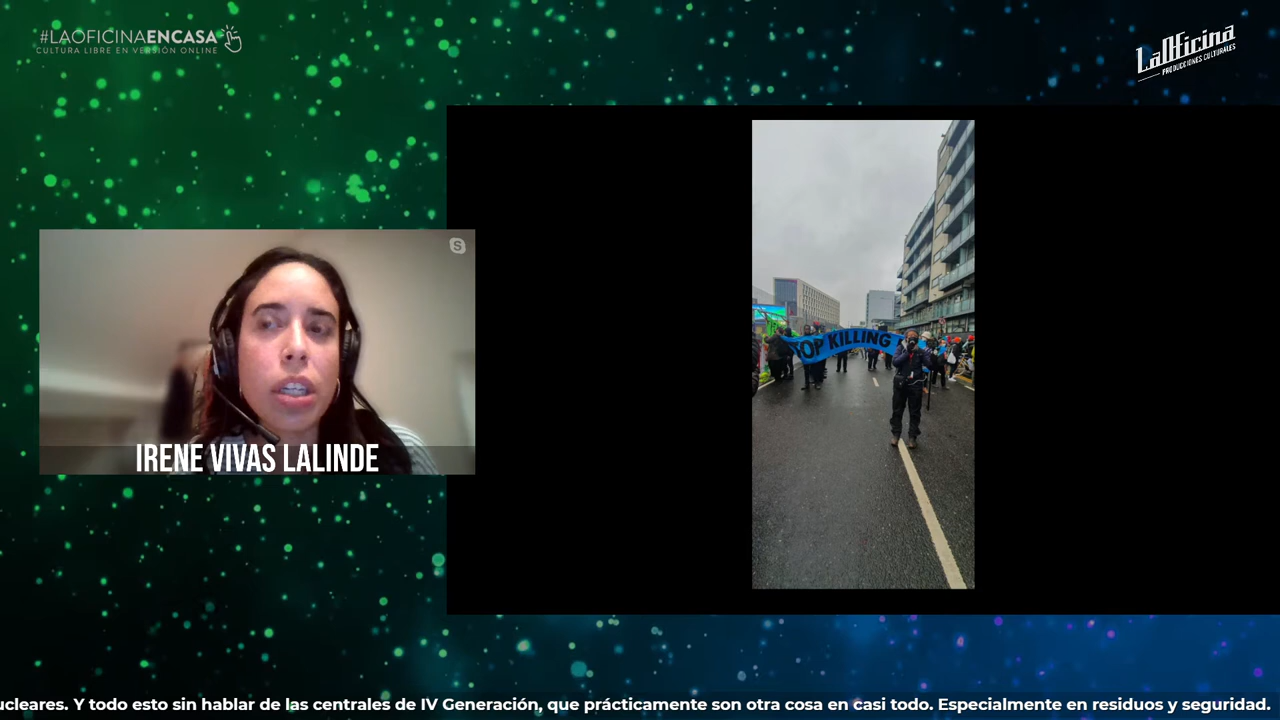 #LAOFICINAENCASA
CULTURA LIBRE EN VERSIÓN ONLINE
LaOficina
PRODUCCIONES CULTURALES
S
TOP KILLING
IRENE VIVAS LALINDE
ucleares. Y todo esto sin hablar de las centrales de IV Generación, que prácticamente son otra cosa en casi todo. Especialmente en residuos y seguridad.